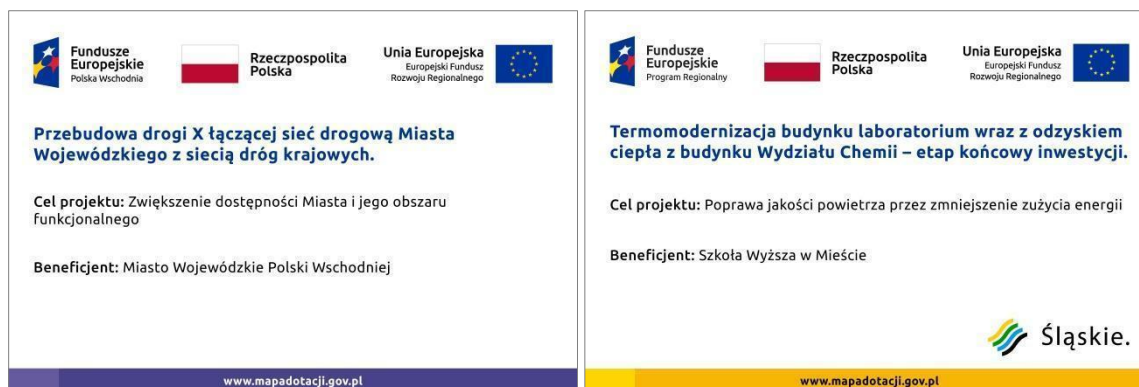 Fundusze
Europejskie
Polska Wschodnia
Rzeczpospolita
Polska
Unia Europejska
Europejski Fundusz
Rozwoju Regionalnego
Przebudowa drogi X łączącej sieć drogową Miasta
Wojewódzkiego z siecią dróg krajowych.
Cel projektu: Zwiększenie dostępności Miasta i jego obszaru
funkcjonalnego
Beneficjent: Miasto Wojewódzkie Polski Wschodniej
www.mapadotacji.gov.pl
Fundusze
Europejskie
Program Regionalny
Rzeczpospolita
Polska
Unia Europejska
Europejski Fundusz
Rozwoju Regionalnego
Termomodernizacja budynku laboratorium wraz z odzyskiem
ciepła z budynku Wydziału Chemii – etap końcowy inwestycji.
Cel projektu: Poprawa jakości powietrza przez zmniejszenie zużycia energii
Beneficjent: Szkoła Wyższa w Mieście
Śląskie.
www.mapadotacji.gov.pl